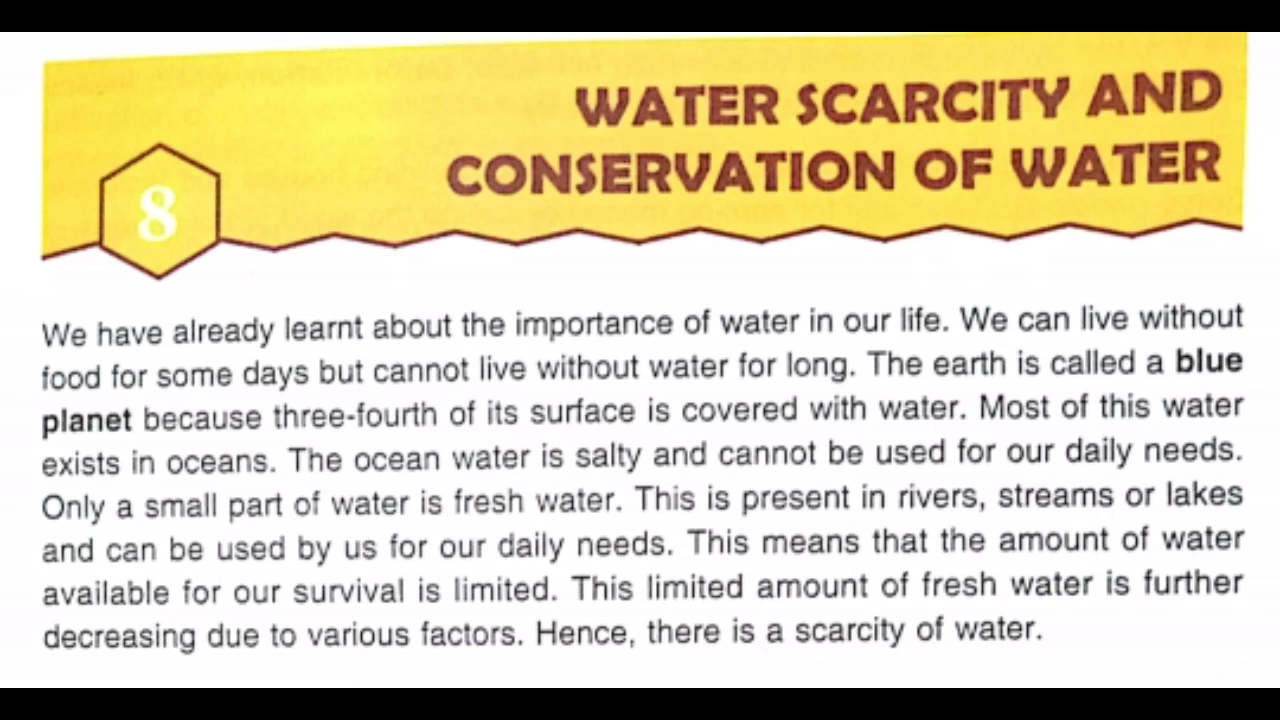 WATER SCARCITY AND
CONSERVATION OF WATER
8
We have already learnt about the importance of water in our life. We can live without
food for some days but cannot live without water for long. The earth is called a blue
planet because three-fourth of its surface is covered with water. Most of this water
exists in oceans. The ocean water is salty and cannot be used for our daily needs.
Only a small part of water is fresh water. This is present in rivers, streams or lakes
and can be used by us for our daily needs. This means that the amount of water
available for our survival is limited. This limited amount of fresh water is further
decreasing due to various factors. Hence, there is a scarcity of water.